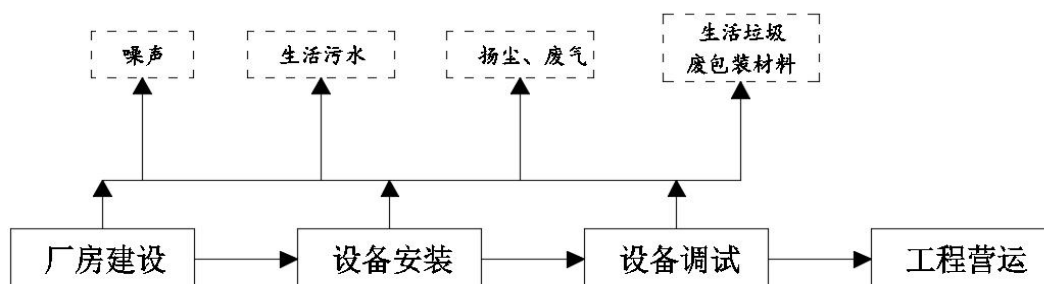 噪声
生活污水
扬尘、废气
生活垃圾
废包装材料
厂房建设
设备安装
设备调试
工程营运